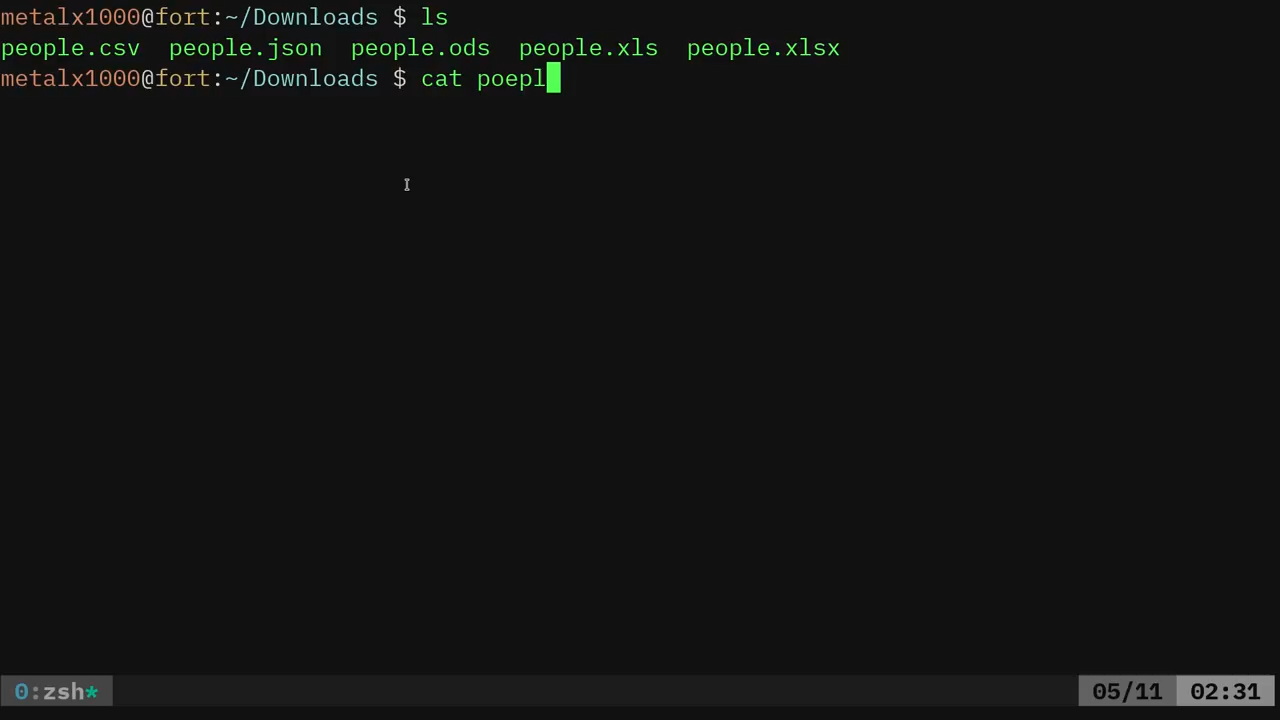 metalx1000@fort:~/Downloads $ ls
people.csv  people.json  people.ods  people.xls  people.xlsx
metalx1000@fort:~/Downloads $ cat poepl
0:zsh* 05/11 02:31